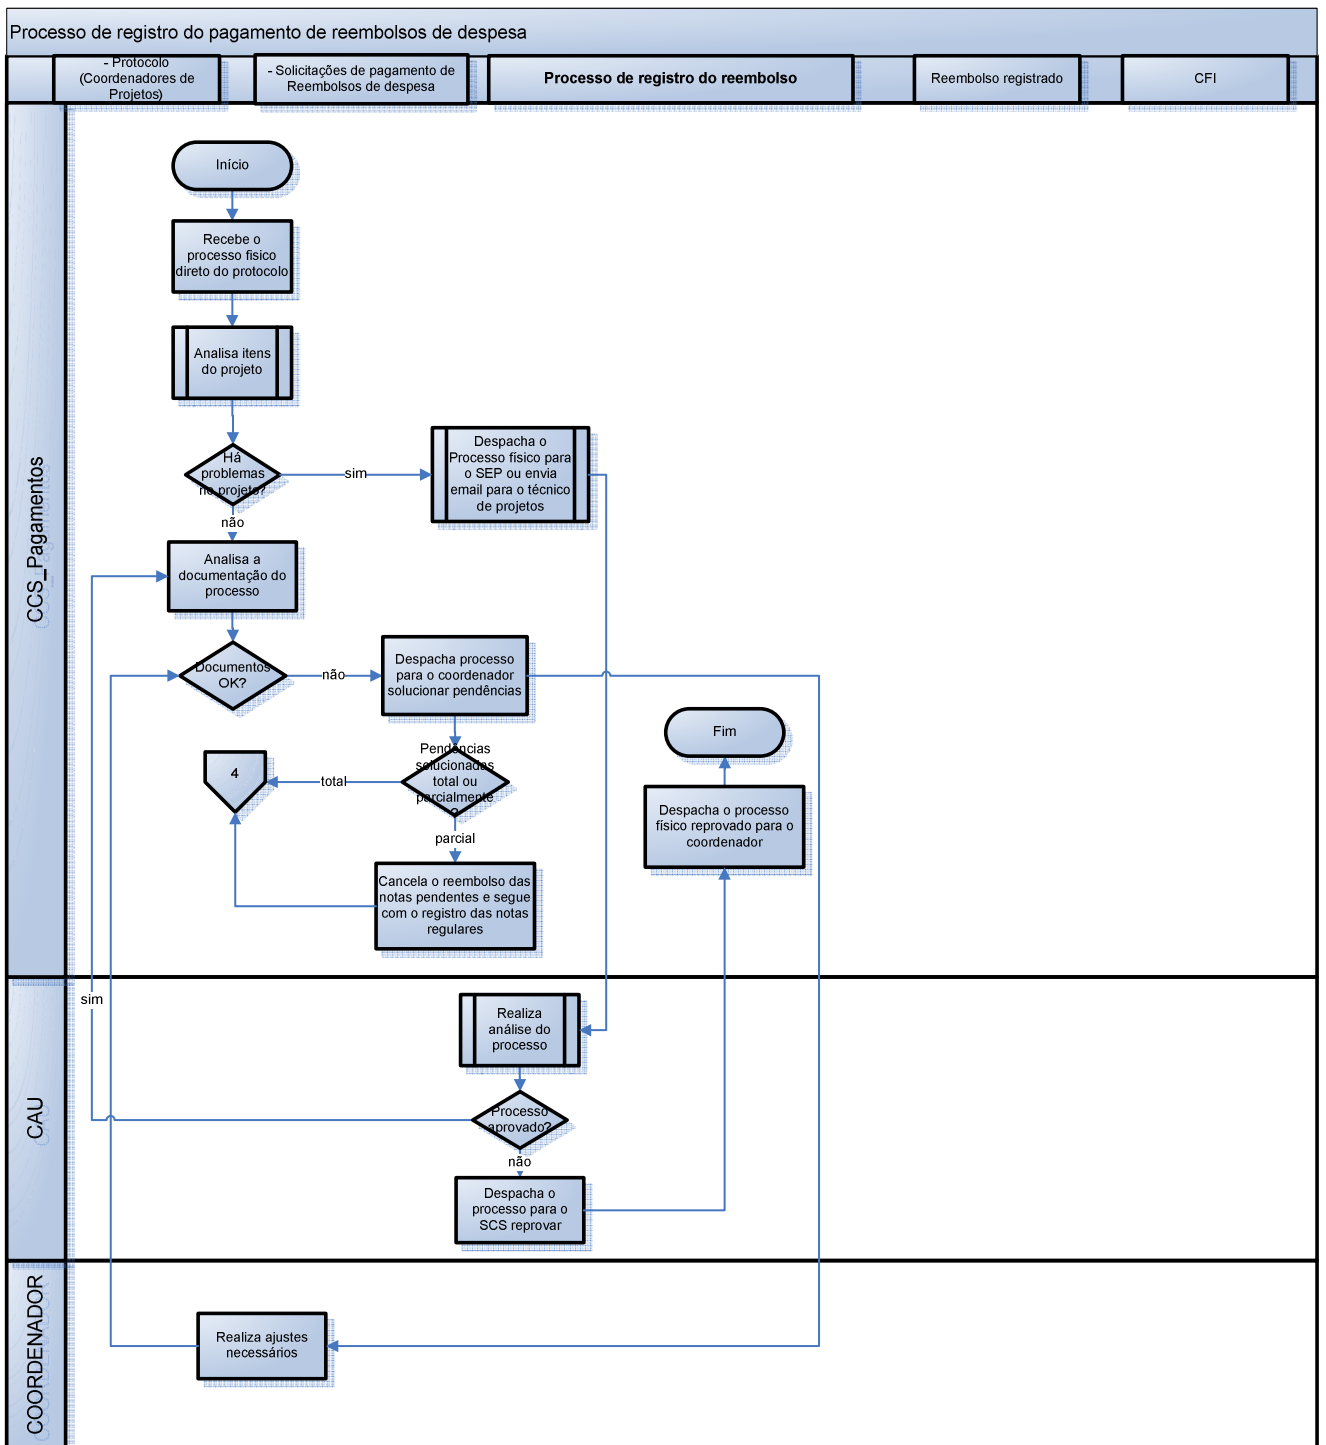 Processo de registro do pagamento de reembolsos de despesa
- Protocolo
(Coordenadores de
Projetos)
- Solicitações de pagamento de
Reembolsos de despesa
Processo de registro do reembolso
Reembolso registrado
CFI
CCS_Pagamentos
Início
Recebe o
processo fisico
direto do protocolo
Analisa itens
do projeto
Há
problemas
no projeto?
sim
Despacha o
Processo físico para
o SEP ou envia
email para o técnico
de projetos
não
Analisa a
documentação do
processo
Documentos
OK?
não
Despacha processo
para o coordenador
solucionar pendências
Pendências
solucionadas
total ou
parcialmente
?
total
4
parcial
Cancela o reembolso das
notas pendentes e segue
com o registro das notas
regulares
Fim
Despacha o processo
físico reprovado para o
coordenador
CAU
sim
Realiza
análise do
processo
Processo
aprovado?
não
Despacha o
processo para o
SCS reprovar
COORDENADOR
Realiza ajustes
necessários